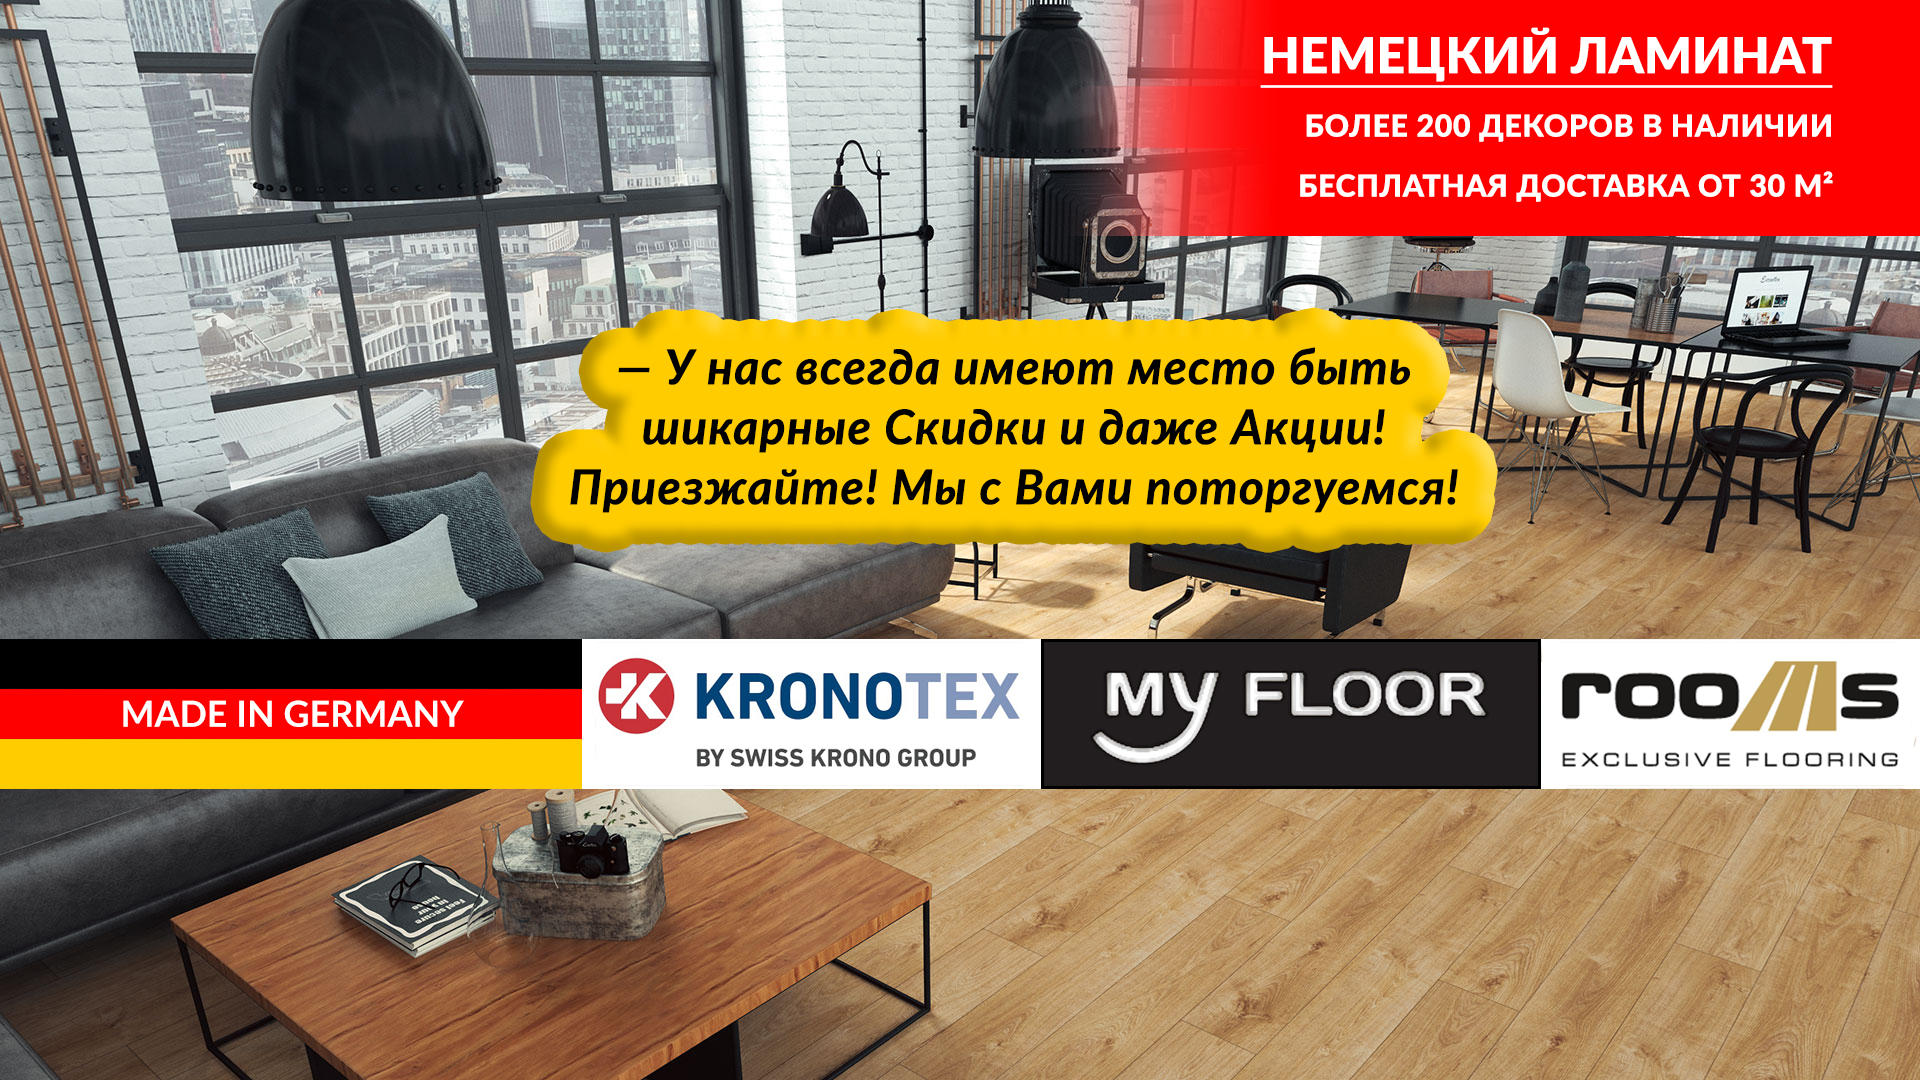 НЕМЕЦКИЙ ЛАМИНАТ
БОЛЕЕ 200 ДЕКОРОВ В НАЛИЧИИ
БЕСПЛАТНАЯ ДОСТАВКА ОТ 30 М²
— У нас всегда имеют место быть
шикарные Скидки и даже Акции!
Приезжайте! Мы с Вами поторгуемся!
MADE IN GERMANY
KRONOTEX
BY SWISS KRONO GROUP
MY FLOOR
rooms
EXCLUSIVE FLOORING